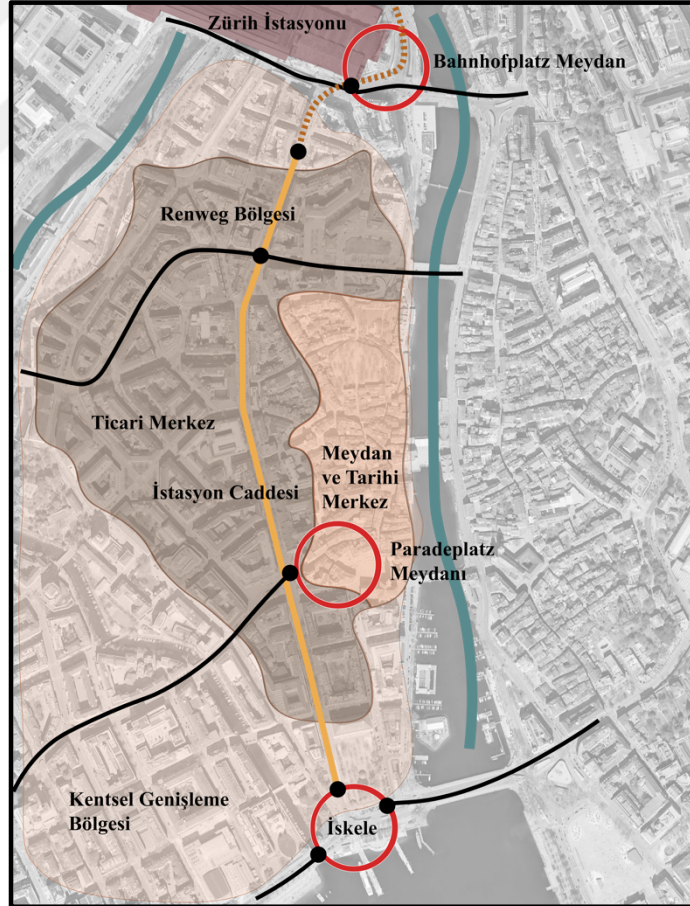 Zürih İstasyonu
Bahnhofplatz Meydan
Renweg Bölgesi
Ticari Merkez
İstasyon Caddesi
Meydan
ve Tarihi
Merkez
Paradeplatz
Meydanı
Kentsel Genişleme
Bölgesi
İskele